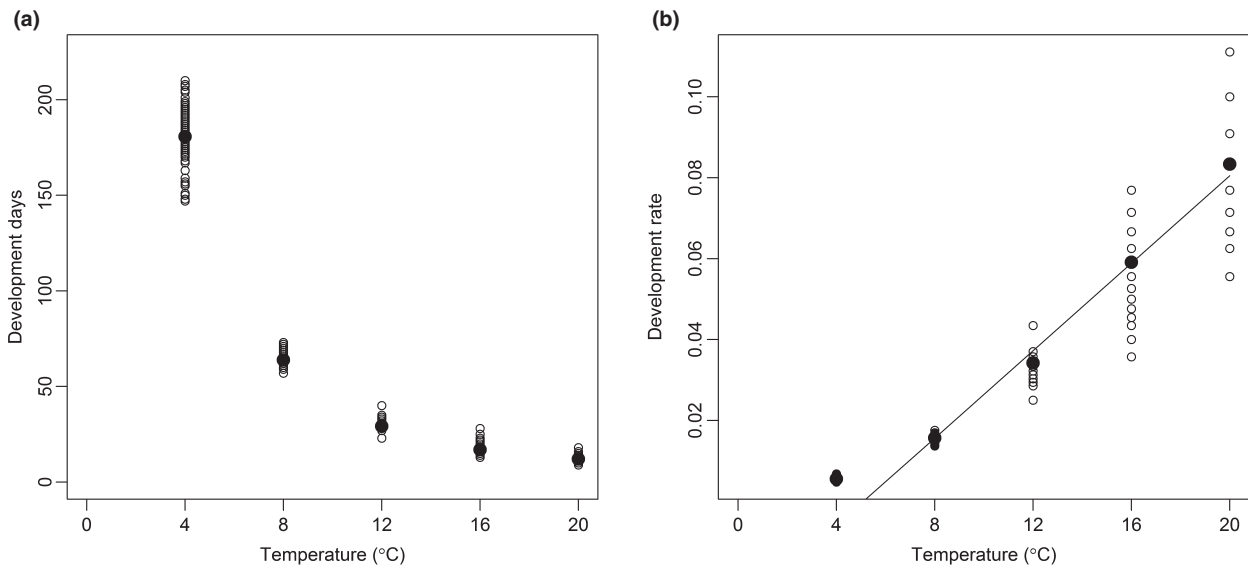 (a)
Development days
200
150
100
50
0
0 4 8 12 16 20
Temperature (°C)
(b)
Development rate
0.10
0.08
0.06
0.04
0.02
0 4 8 12 16 20
Temperature (°C)